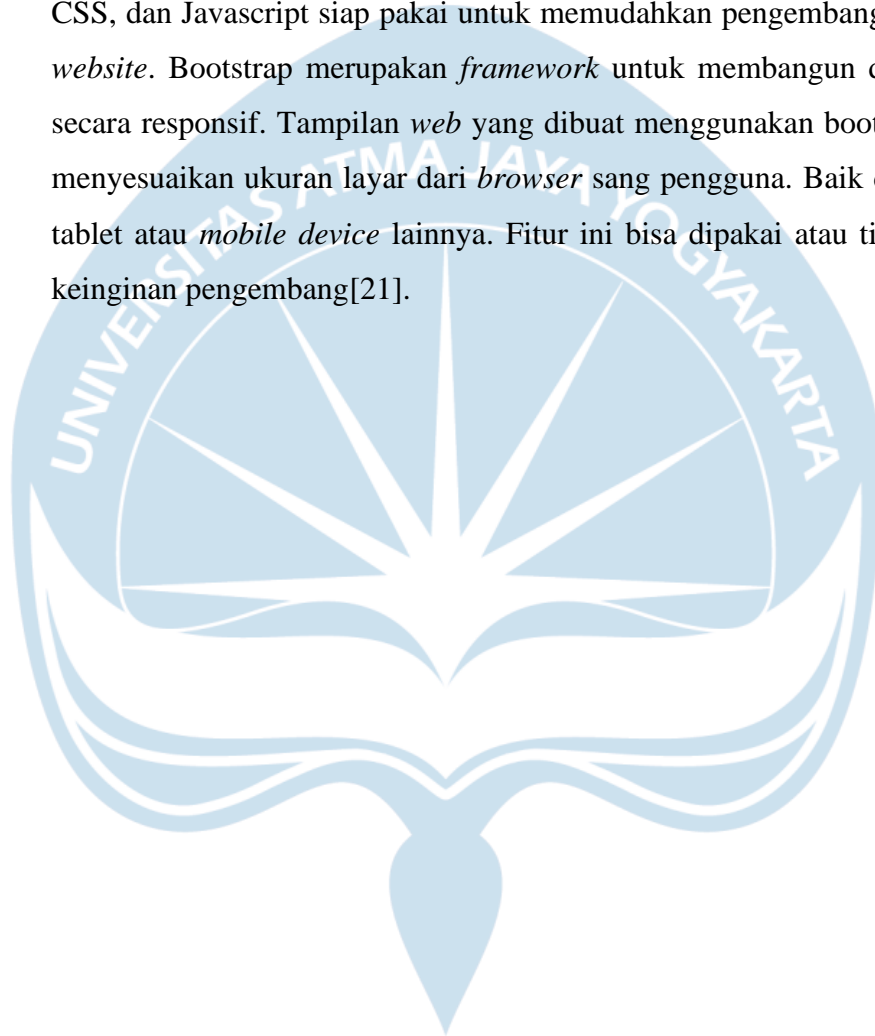 CSS, dan Javascript siap pakai untuk memudahkan pengembang
website. Bootstrap merupakan framework untuk membangun
secara responsif. Tampilan web yang dibuat menggunakan
menyesuaikan ukuran layar dari browser sang pengguna. Baik
tablet atau mobile device lainnya. Fitur ini bisa dipakai atau
keinginan pengembang[21].
UNIVERSITAS ATMA JAYA YOGYAKARTA